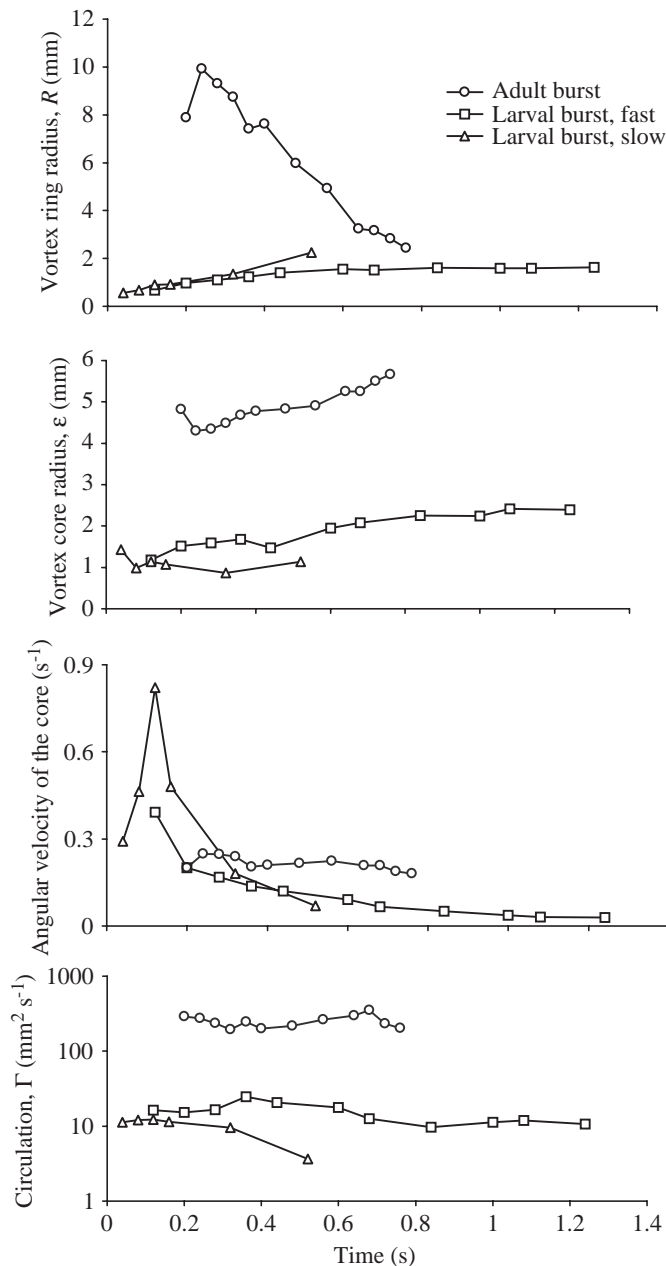 12
10
8
6
4
2
0
Vortex ring radius, R (mm)
Adult burst
Larval burst, fast
Larval burst, slow
6
5
4
3
2
1
0
Vortex core radius, ε (mm)
0.9
0.6
0.3
0
Angular velocity of the core (s-1)
1000
100
10
1
Circulation, Γ (mm2 s-1)
0
0.2 0.4 0.6 0.8 1 1.2 1.4
Time (s)